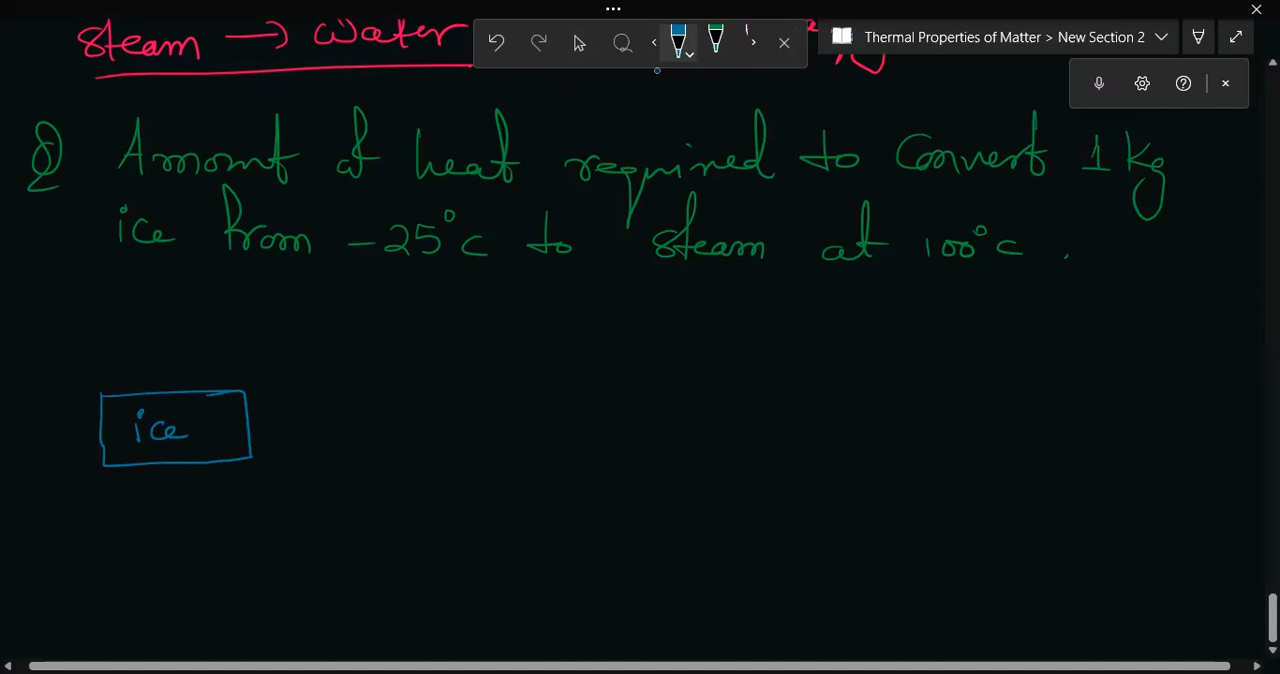 steam → Water
Thermal Properties of Matter > New Section 2
Q) Amount of heat required to Convert 1 Kg
ice from -25°C to steam at 100°C.
ice